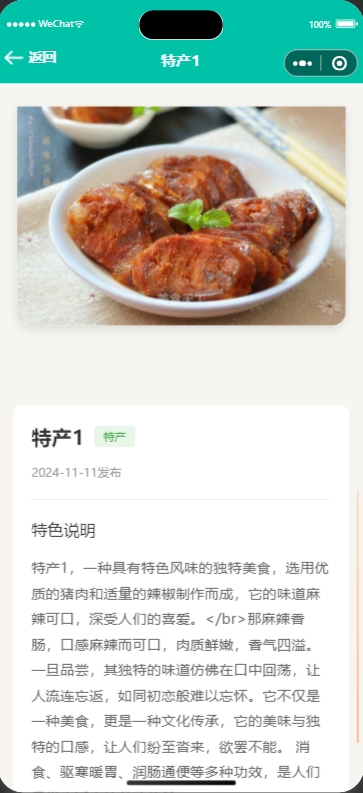 WeChat
100%
返回
特产1
特产1 特产
2024-11-11发布
特色说明
特产1，一种具有特色风味的独特美食，选用优
质的猪肉和适量的辣椒制作而成，它的味道麻
辣可口，深受人们的喜爱。</br>那麻辣香
肠，口感麻辣而可口，肉质鲜嫩，香气四溢。
一旦品尝，其独特的味道仿佛在口中回荡，让
人流连忘返，如同初恋般难以忘怀。它不仅是
一种美食，更是一种文化传承，它的美味与独
特的口感，让人们纷至沓来，欲罢不能。 消
食、驱寒暖胃、润肠通便等多种功效，是人们